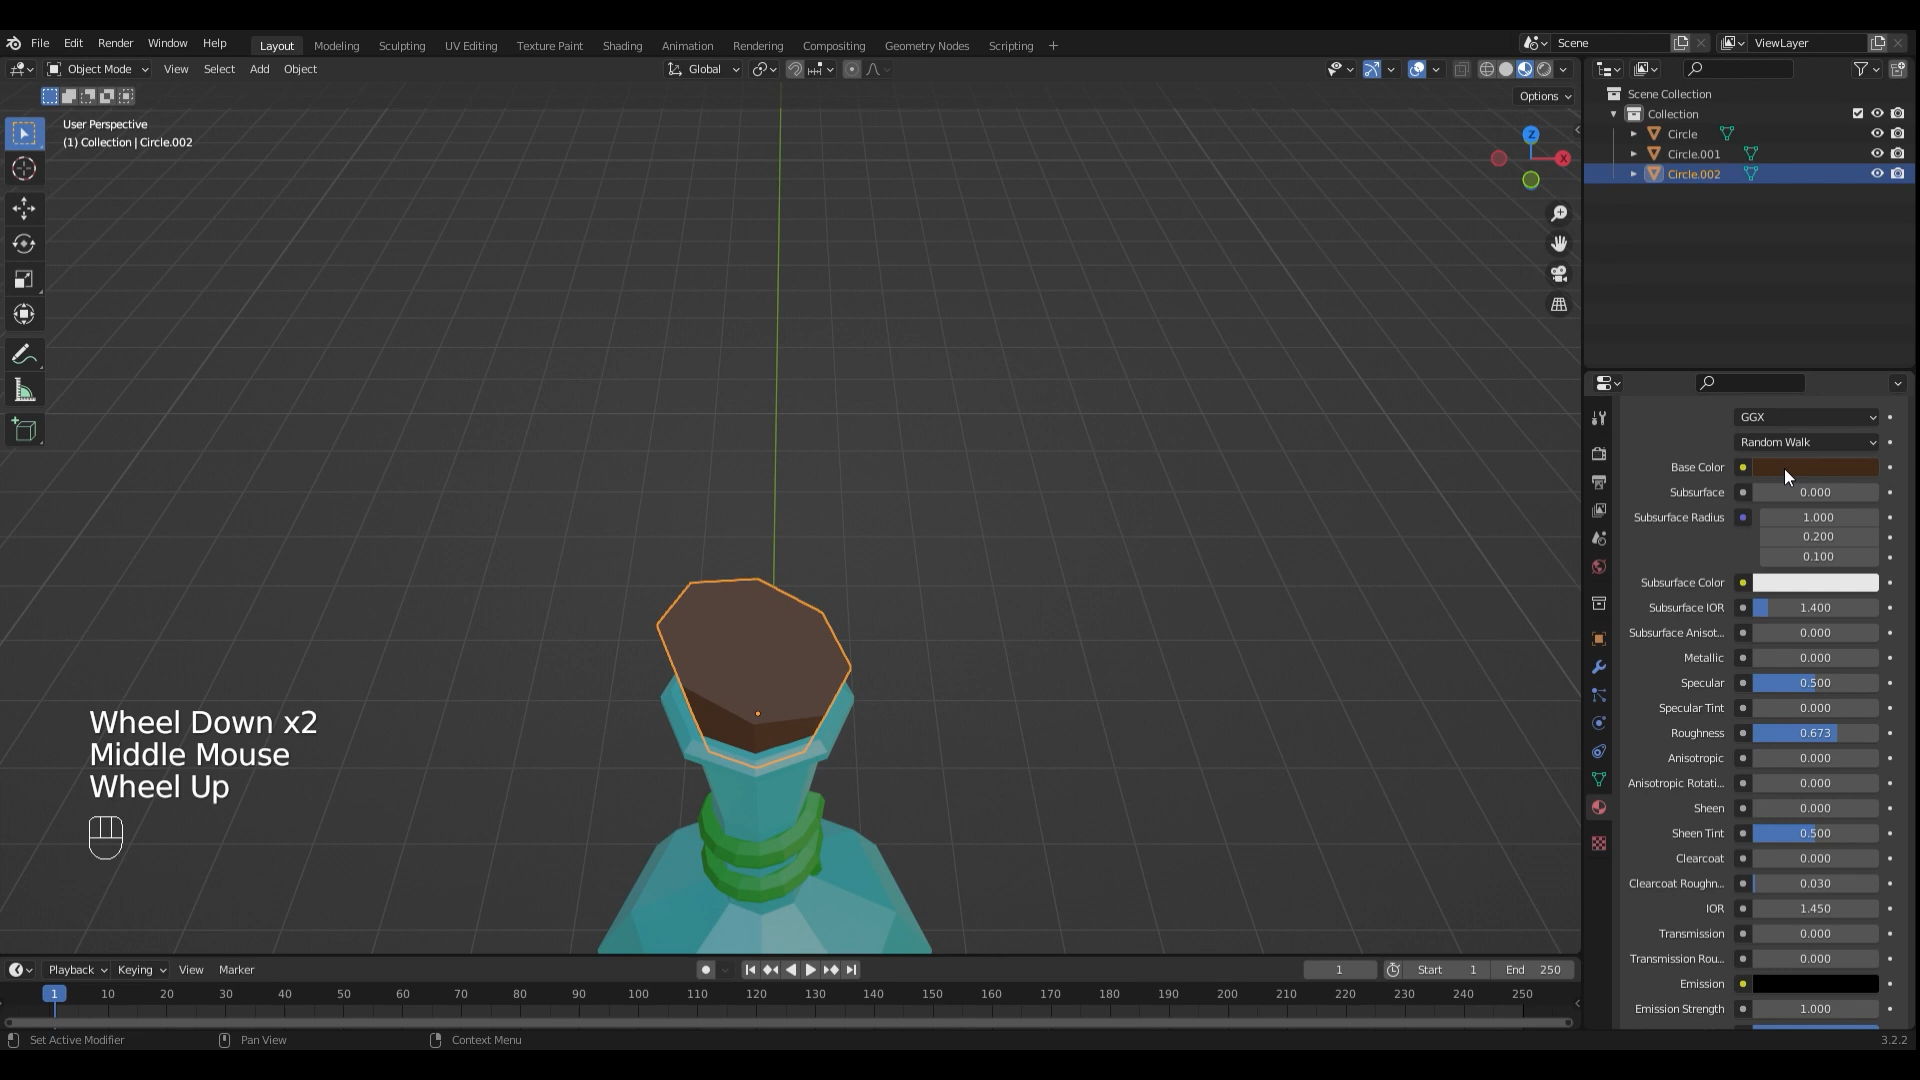 File Edit Render Window Help Layout Modeling Sculpting UV Editing Texture Paint Shading Animation Rendering Compositing Geometry Nodes Scripting Scene ViewLayer
Object Mode View Select Add Object Global
Options
User Perspective
(1) Collection | Circle.002
Z
X
Scene Collection
Collection
Circle
Circle.001
Circle.002
GGX
Random Walk
Base Color
Subsurface 0.000
Subsurface Radius 1.000
0.200
0.100
Subsurface Color
Subsurface IOR 1.400
Subsurface Anisot... 0.000
Metallic 0.000
Specular 0.500
Specular Tint 0.000
Roughness 0.673
Anisotropic 0.000
Anisotropic Rotati... 0.000
Sheen 0.000
Sheen Tint 0.500
Clearcoat 0.000
Clearcoat Roughn... 0.030
IOR 1.450
Transmission 0.000
Transmission Rou... 0.000
Emission
Emission Strength 1.000
Wheel Down x2
Middle Mouse
Wheel Up
Playback Keying View Marker 1 Start 1 End 250
1 10 20 30 40 50 60 70 80 90 100 110 120 130 140 150 160 170 180 190 200 210 220 230 240 250
Set Active Modifier Pan View Context Menu 3.2.2